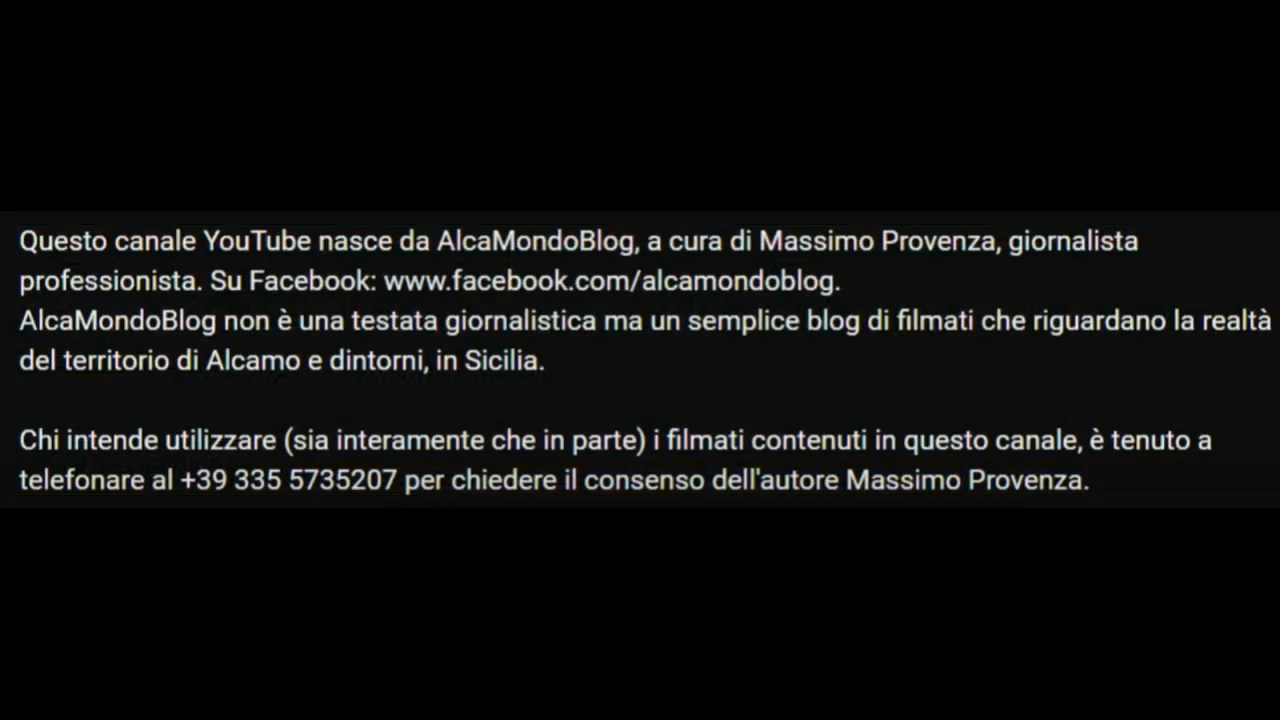 Questo canale YouTube nasce da AlcaMondoBlog, a cura di Massimo Provenza, giornalista
professionista. Su Facebook: www.facebook.com/alcamondoblog.
AlcaMondoBlog non è una testata giornalistica ma un semplice blog di filmati che riguardano la realtà
del territorio di Alcamo e dintorni, in Sicilia.
Chi intende utilizzare (sia interamente che in parte) i filmati contenuti in questo canale, è tenuto a
telefonare al +39 335 5735207 per chiedere il consenso dell'autore Massimo Provenza.